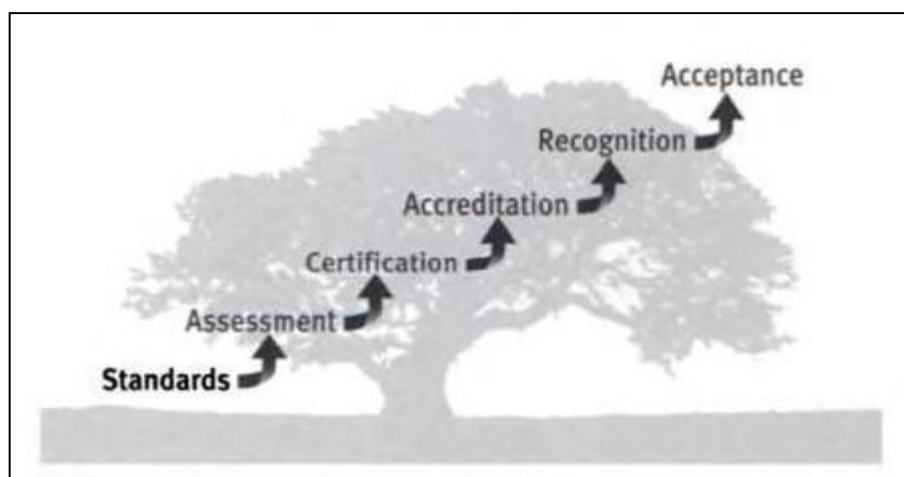 Acceptance
Recognition
Accreditation
Certification
Assessment
Standards